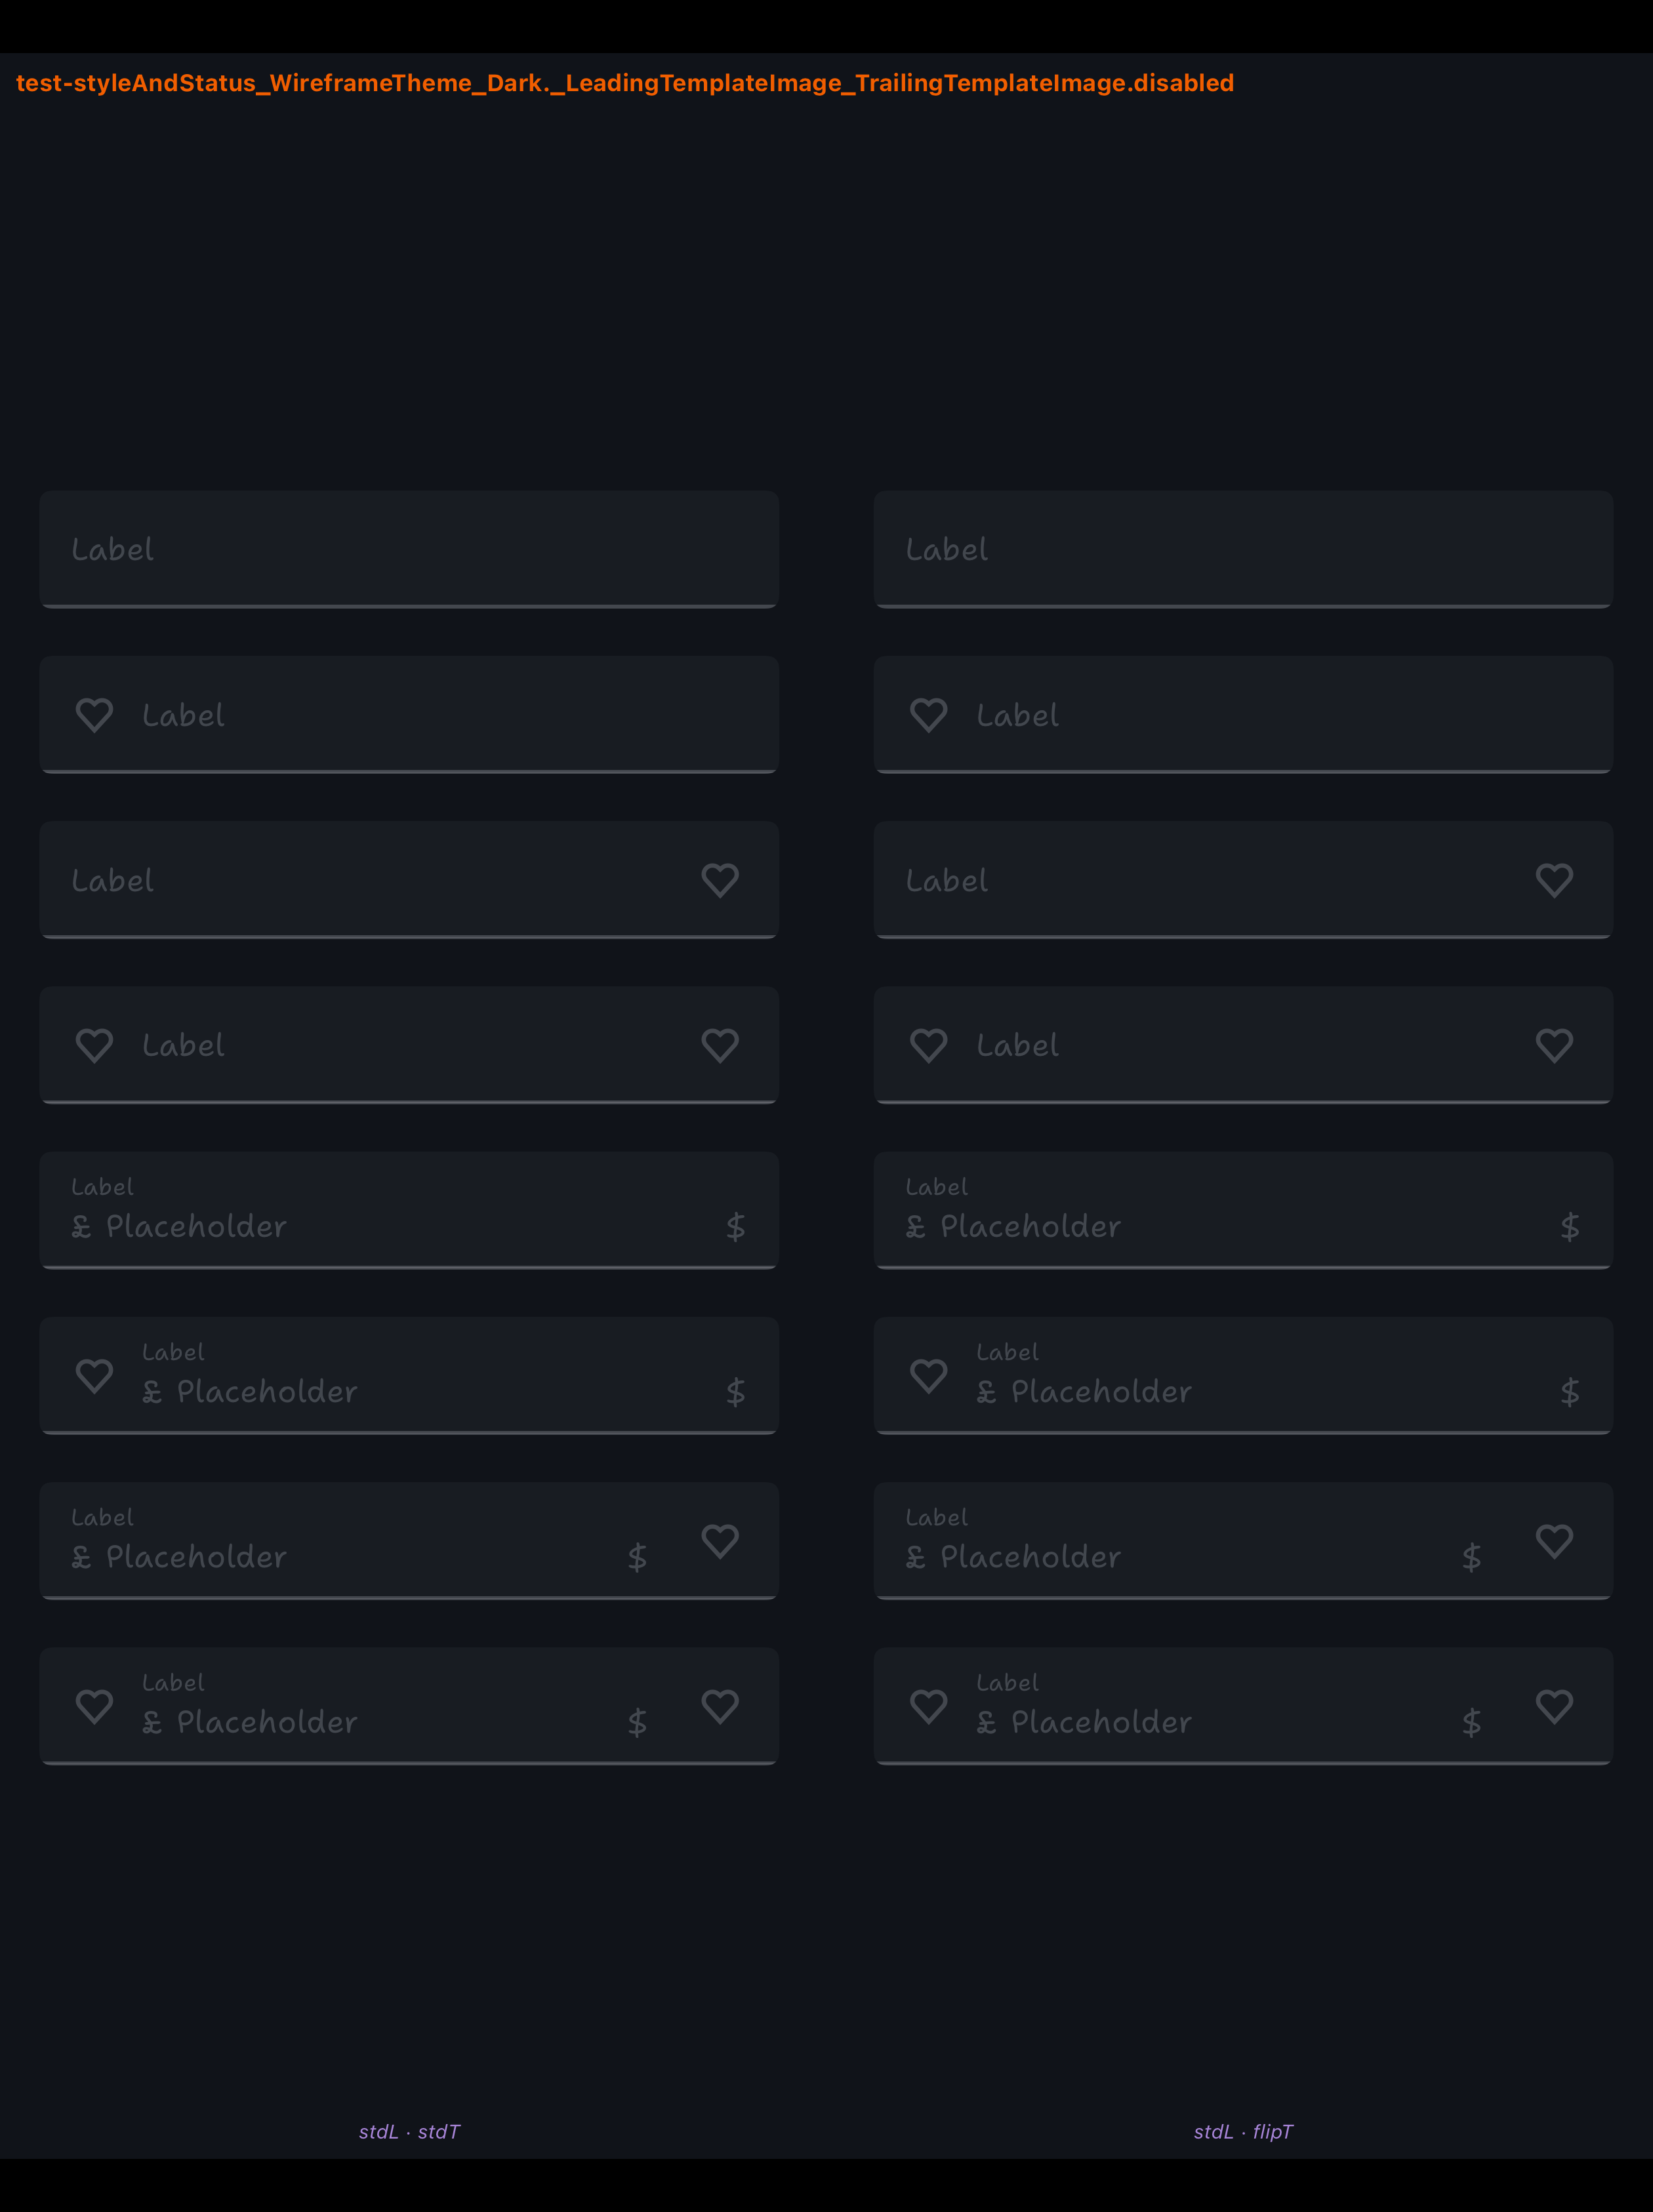 test-styleAndStatus_WireframeTheme_Dark._LeadingTemplateImage_TrailingTemplateImage.disabled
Label
Label
Label
Label
Label
Label
Label
Label
Label
Label
£ Placeholder $
£ Placeholder $
Label
Label
£ Placeholder $
£ Placeholder $
Label
Label
£ Placeholder $
£ Placeholder $
Label
Label
£ Placeholder $
£ Placeholder $
stdL · stdT
stdL · flipT